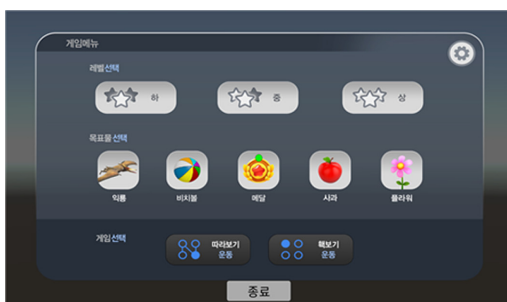 게임메뉴
레벨선택
하 중 상
목표물선택
익룡 비치볼 메달 사과 플라워
게임선택
따라보기
운동
홱보기
운동
종료